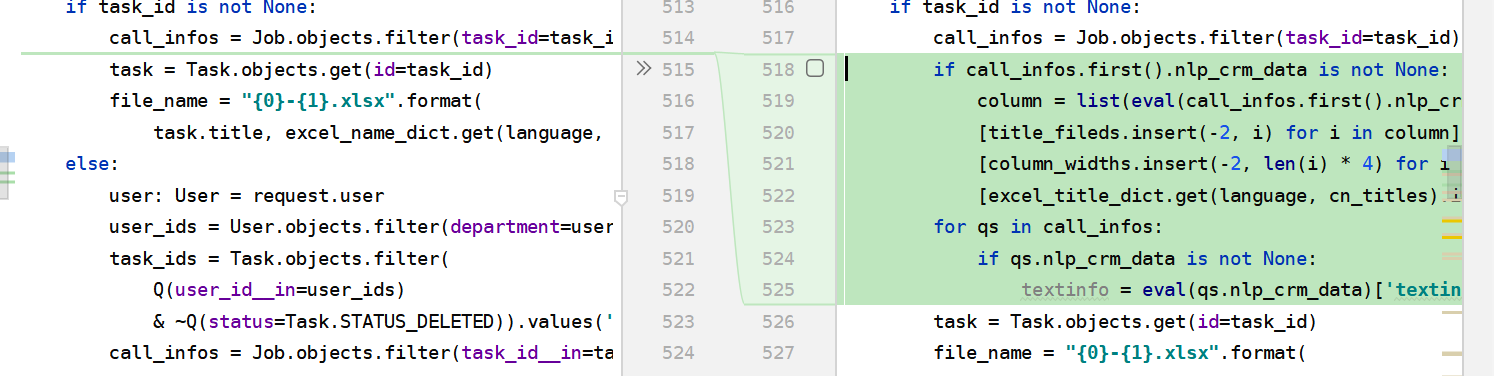 if task_id is not None:
call_infos = Job.objects.filter(task_id=task_i
task = Task.objects.get(id=task_id)
file_name = "{0}-{1}.xlsx".format(
task.title, excel_name_dict.get(language,
else:
user: User = request.user
user_ids = User.objects.filter(department=user
task_ids = Task.objects.filter(
Q(user_id__in=user_ids)
& ~Q(status=Task.STATUS_DELETED)).values('
call_infos = Job.objects.filter(task_id__in=ta
513 516
514 517
515 518
516 519
517 520
518 521
519 522
520 523
521 524
522 525
523 526
524 527
if task_id is not None:
call_infos = Job.objects.filter(task_id=task_id)
if call_infos.first().nlp_crm_data is not None:
column = list(eval(call_infos.first().nlp_cr
[title_fileds.insert(-2, i) for i in column]
[column_widths.insert(-2, len(i) * 4) for i
[excel_title_dict.get(language, cn_titles).i
for qs in call_infos:
if qs.nlp_crm_data is not None:
textinfo = eval(qs.nlp_crm_data)['textin
task = Task.objects.get(id=task_id)
file_name = "{0}-{1}.xlsx".format(